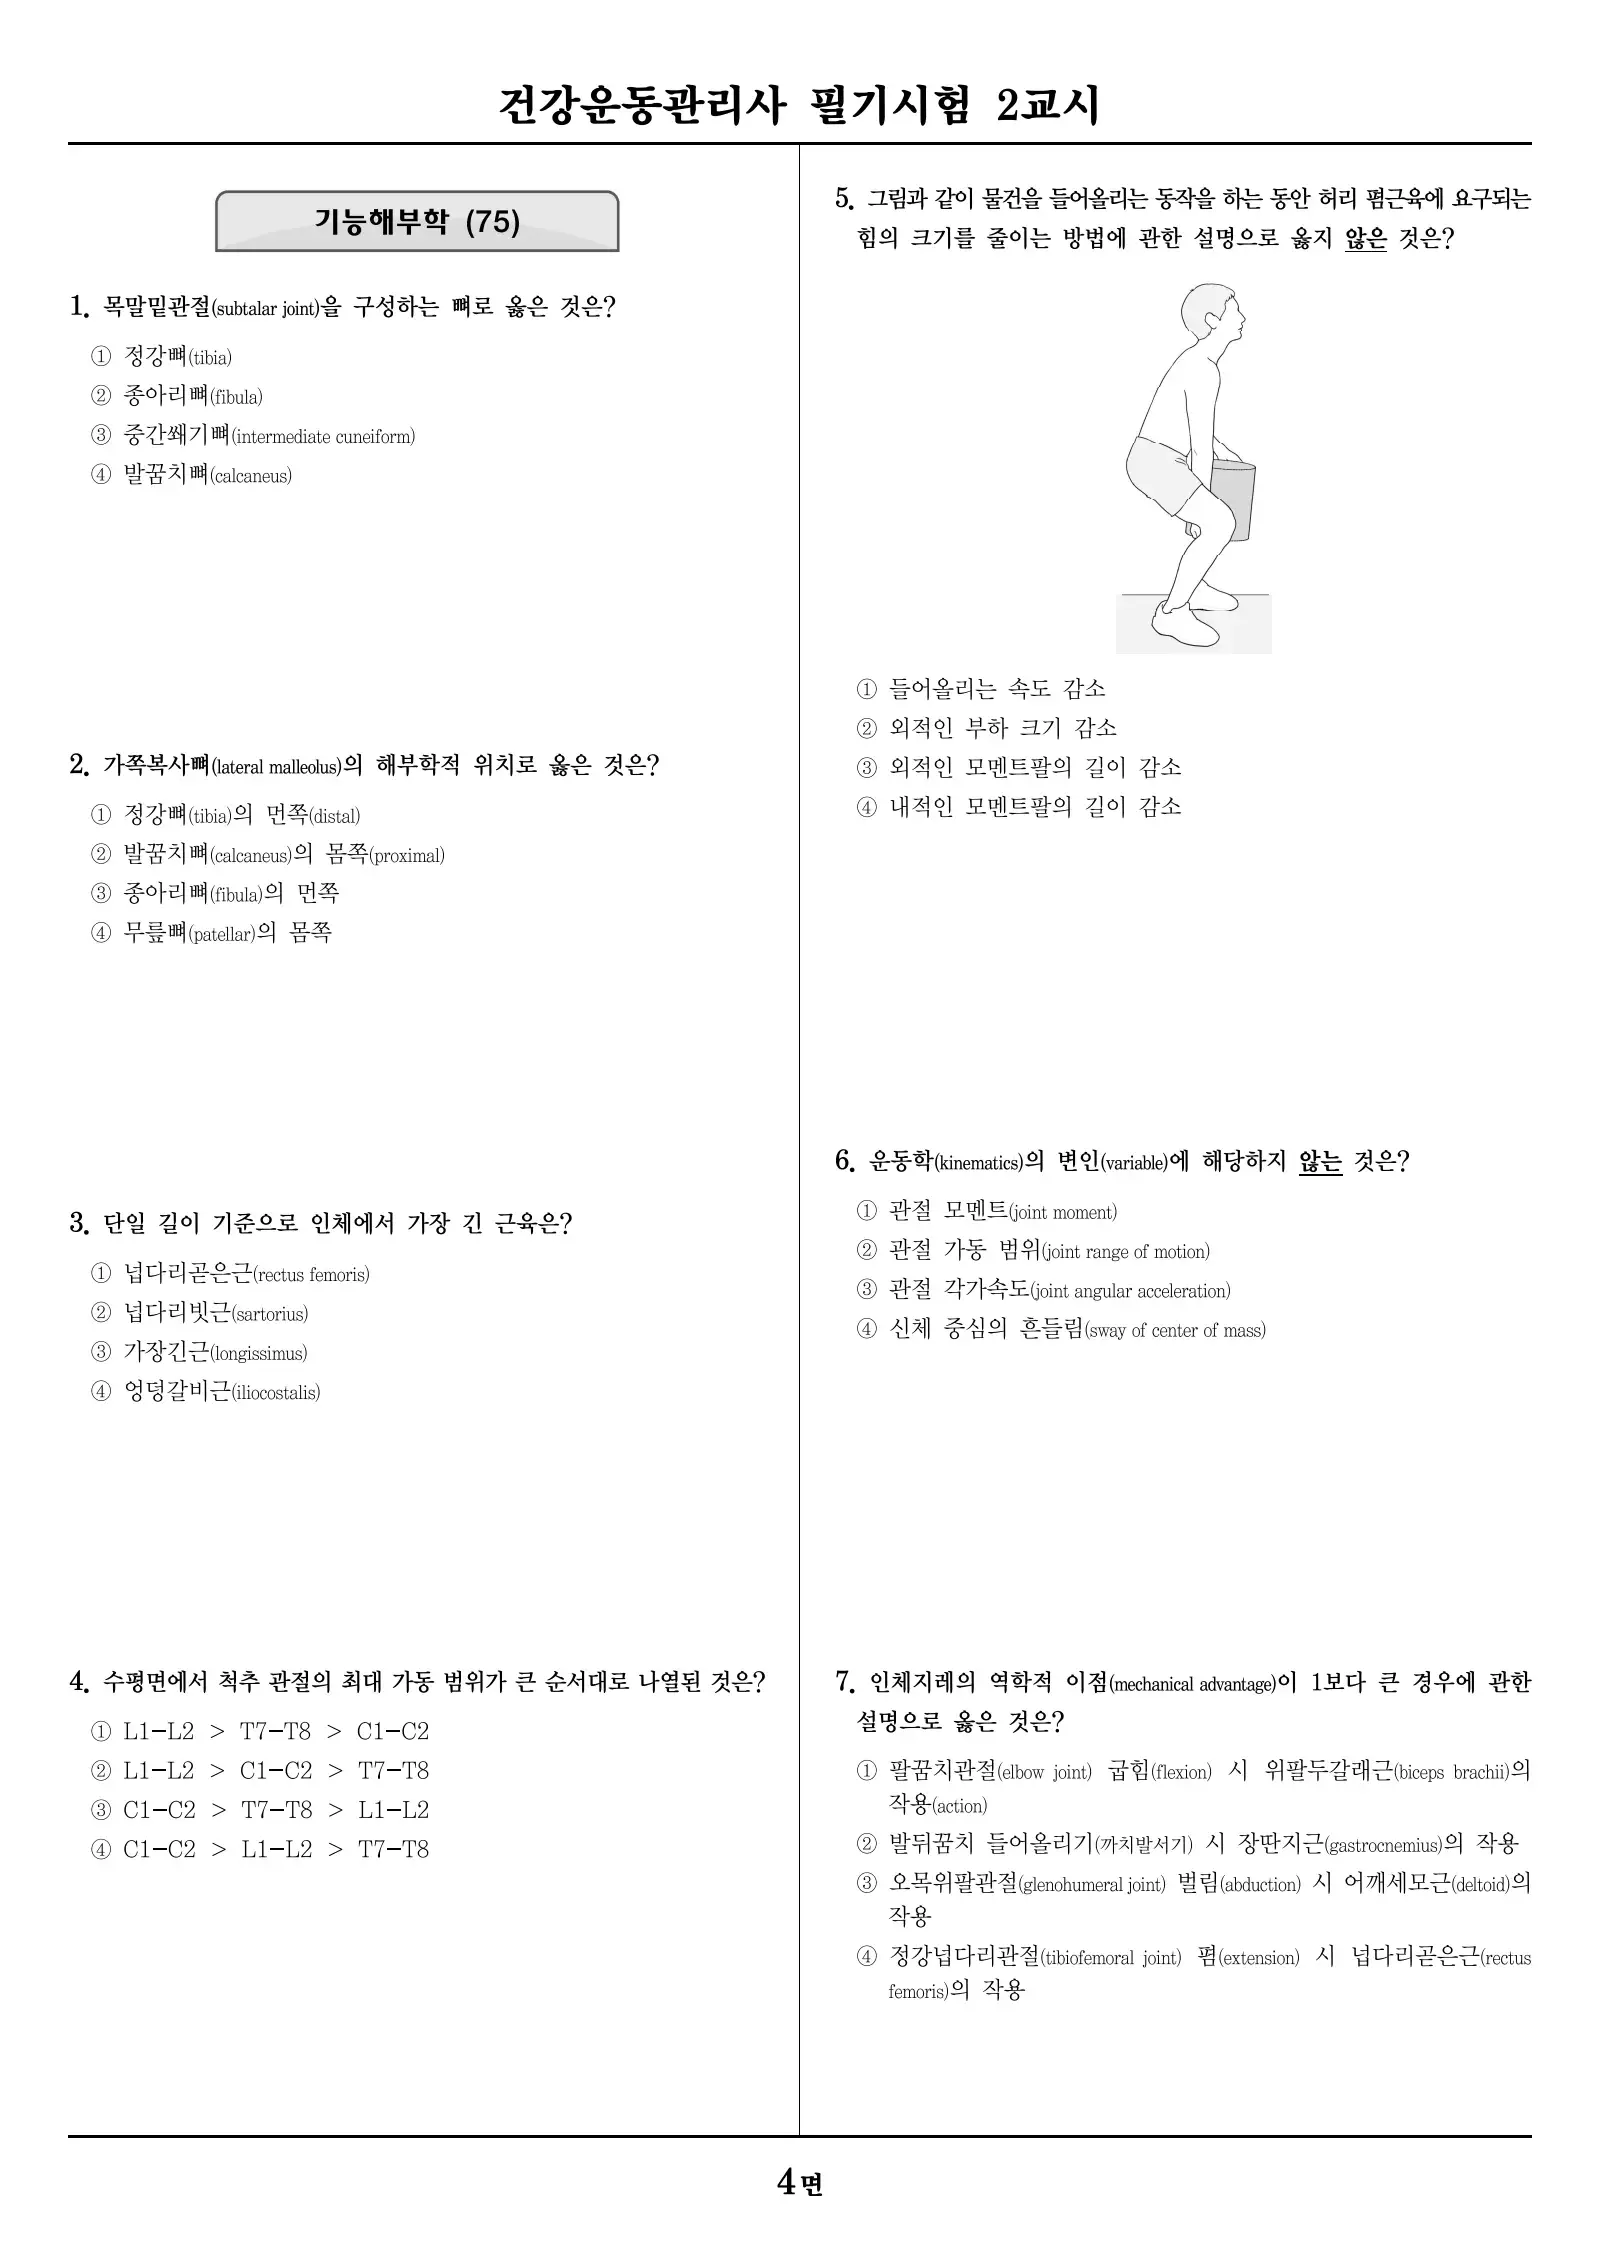 건강운동관리사 필기시험 2교시
기능해부학 (75)
1. 목말밑관절(subtalar joint)을 구성하는 뼈로 옳은 것은?
① 정강뼈(tibia)
② 종아리뼈(fibula)
③ 중간쐐기뼈(intermediate cuneiform)
④ 발꿈치뼈(calcaneus)
2. 가쪽복사뼈(lateral malleolus)의 해부학적 위치로 옳은 것은?
① 정강뼈(tibia)의 먼쪽(distal)
② 발꿈치뼈(calcaneus)의 몸쪽(proximal)
③ 종아리뼈(fibula)의 먼쪽
④ 무릎뼈(patellar)의 몸쪽
3. 단일 길이 기준으로 인체에서 가장 긴 근육은?
① 넙다리곧은근(rectus femoris)
② 넙다리빗근(sartorius)
③ 가장긴근(longissimus)
④ 엉덩갈비근(iliocostalis)
4. 수평면에서 척추 관절의 최대 가동 범위가 큰 순서대로 나열된 것은?
① L1-L2 > T7-T8 > C1-C2
② L1-L2 > C1-C2 > T7-T8
③ C1-C2 > T7-T8 > L1-L2
④ C1-C2 > L1-L2 > T7-T8
5. 그림과 같이 물건을 들어올리는 동작을 하는 동안 허리 폄근육에 요구되는
힘의 크기를 줄이는 방법에 관한 설명으로 옳지 않은 것은?
① 들어올리는 속도 감소
② 외적인 부하 크기 감소
③ 외적인 모멘트팔의 길이 감소
④ 내적인 모멘트팔의 길이 감소
6. 운동학(kinematics)의 변인(variable)에 해당하지 않는 것은?
① 관절 모멘트(joint moment)
② 관절 가동 범위(joint range of motion)
③ 관절 각가속도(joint angular acceleration)
④ 신체 중심의 흔들림(sway of center of mass)
7. 인체지레의 역학적 이점(mechanical advantage)이 1보다 큰 경우에 관한
설명으로 옳은 것은?
① 팔꿈치관절(elbow joint) 굽힘(flexion) 시 위팔두갈래근(biceps brachii)의
작용(action)
② 발뒤꿈치 들어올리기(까치발서기) 시 장딴지근(gastrocnemius)의 작용
③ 오목위팔관절(glenohumeral joint) 벌림(abduction) 시 어깨세모근(deltoid)의
작용
④ 정강넙다리관절(tibiofemoral joint) 폄(extension) 시 넙다리곧은근(rectus
femoris)의 작용
4면